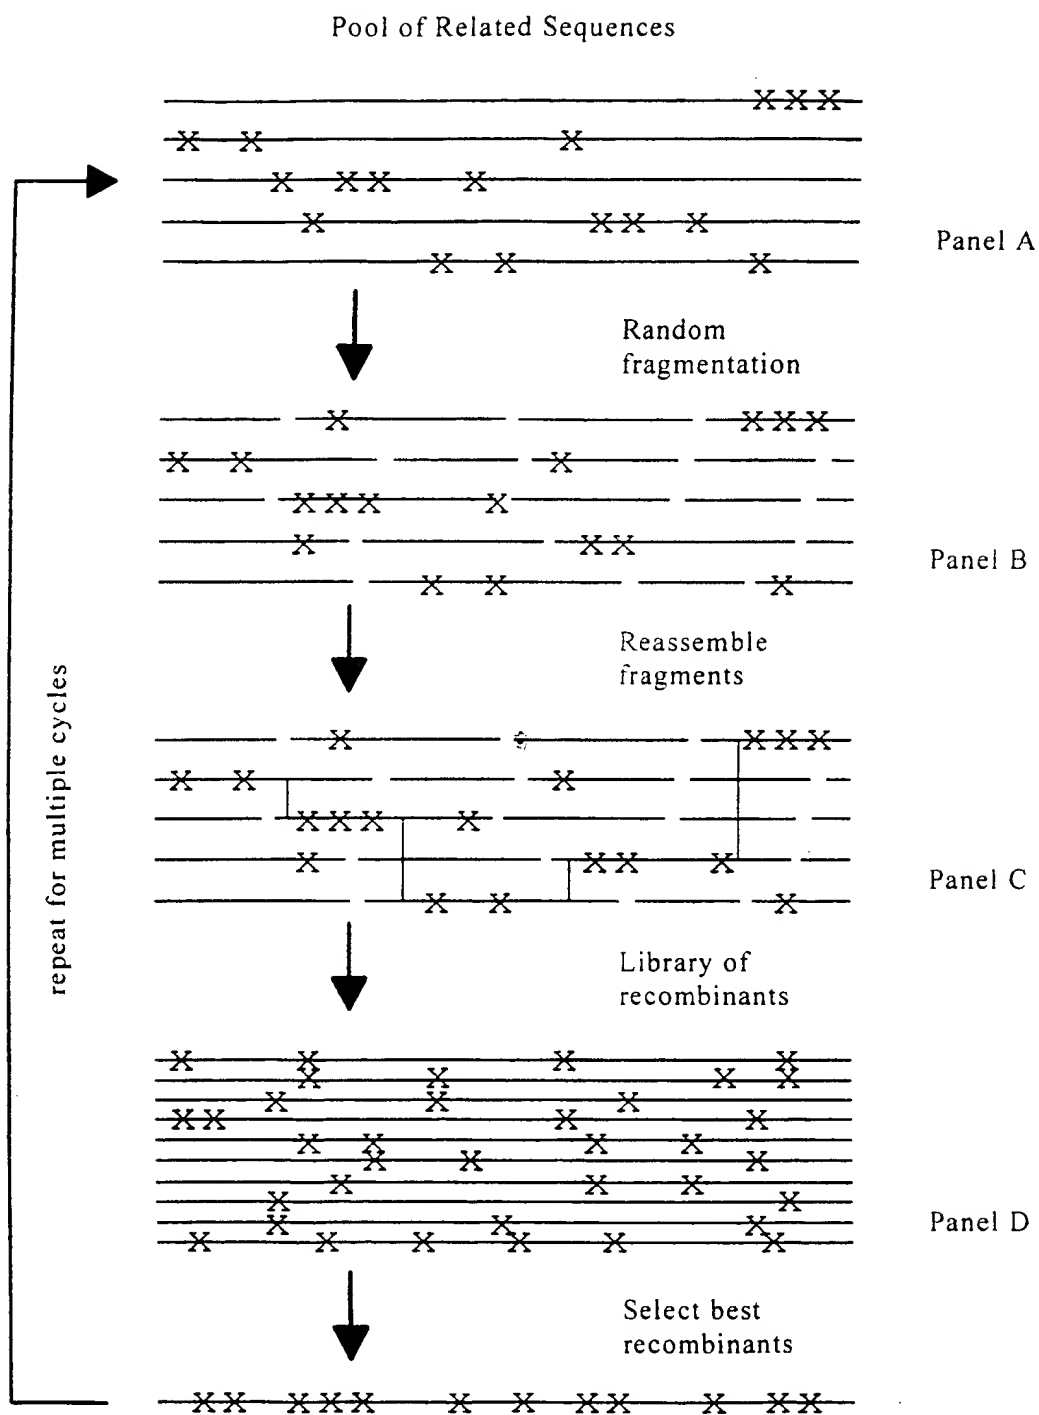 Pool of Related Sequences
Panel A
Random
fragmentation
Panel B
Reassemble
fragments
repeat for multiple cycles
Panel C
Library of
recombinants
Panel D
Select best
recombinants